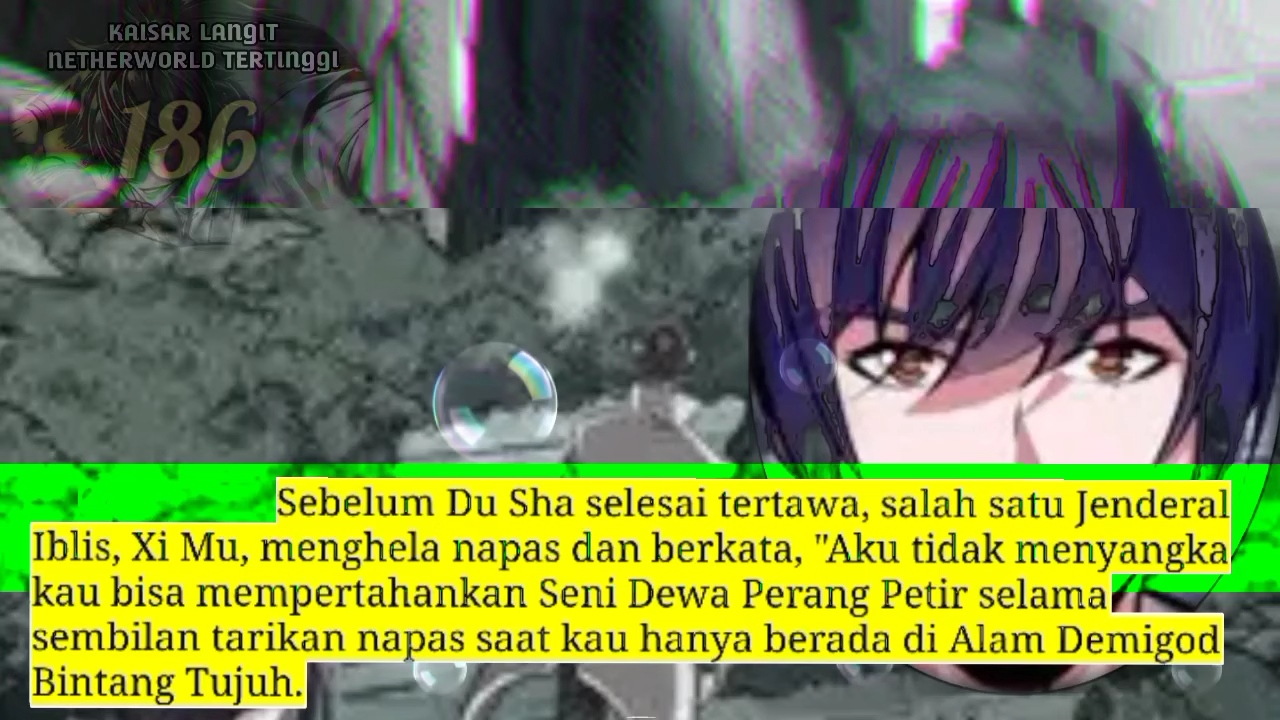 KAISAR LANGIT
NETHERWORLD TERTINGGI
186
Sebelum Du Sha selesai tertawa, salah satu Jenderal
Iblis, Xi Mu, menghela napas dan berkata, "Aku tidak menyangka
kau bisa mempertahankan Seni Dewa Perang Petir selama
sembilan tarikan napas saat kau hanya berada di Alam Demigod
Bintang Tujuh.